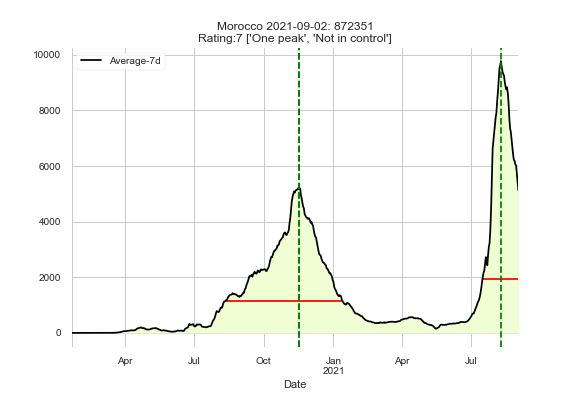 Morocco 2021-09-02: 872351
Rating:7 ['One peak', 'Not in control']
Average-7d
10000
8000
6000
4000
2000
0
Apr Jul Oct Jan Apr Jul
2021
Date